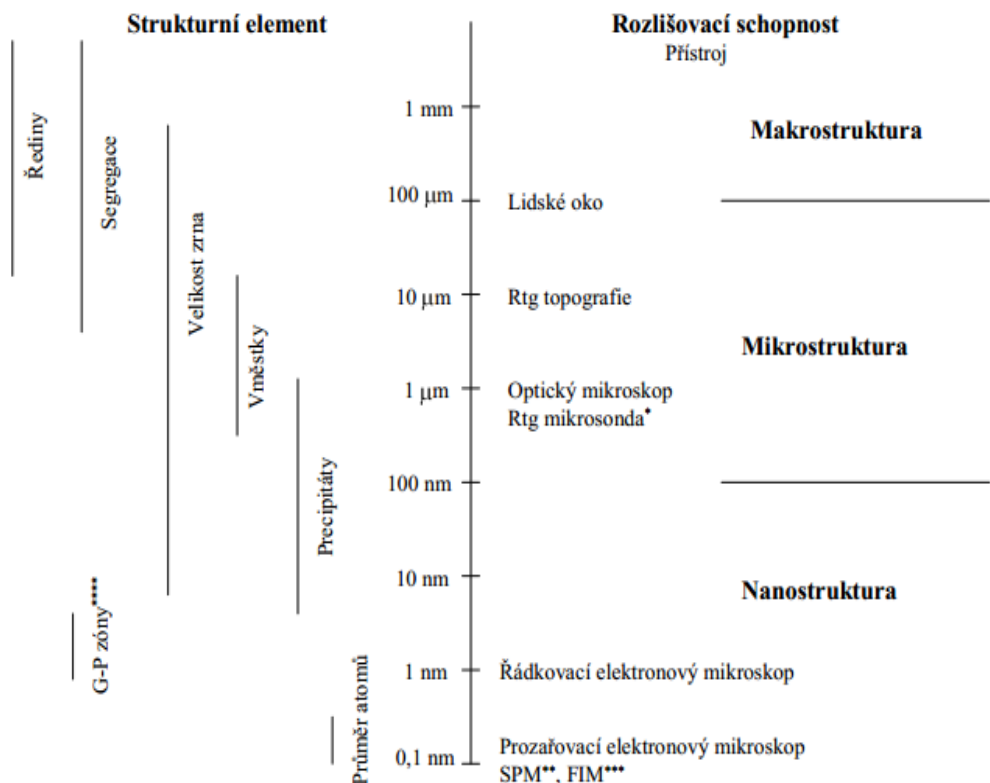 Strukturní element
Rozlišovací schopnost
Přístroj
Řediny
Segregace
Velikost zrna
Vměstky
Precipitáty
G-P zóny****
Průměr atomů
1 mm
Makrostruktura
100 μm
Lidské oko
10 μm
Rtg topografie
Mikrostruktura
1 μm
Optický mikroskop
Rtg mikrosonda*
100 nm
10 nm
Nanostruktura
1 nm
Řádkovací elektronový mikroskop
0,1 nm
Prozařovací elektronový mikroskop
SPM**, FIM***